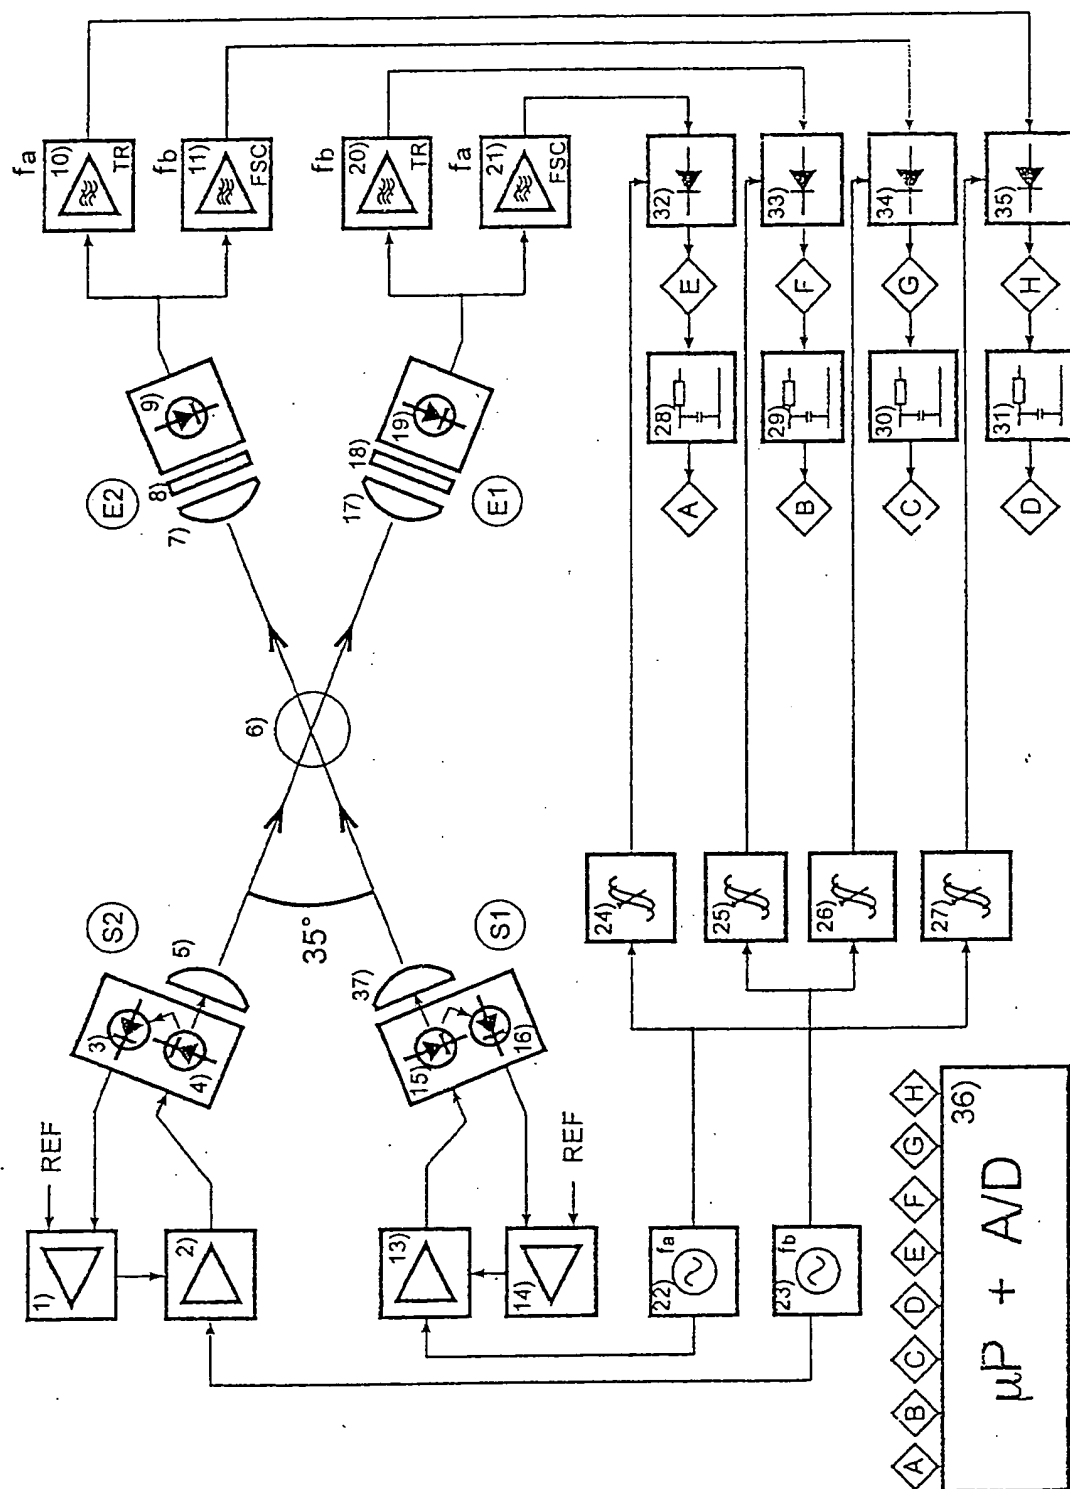 1)
REF
2)
3)
4)
S2
5)
35°
6)
7)
8)
E2
9)
fa
10)
TR
fb
11)
FSC
13)
14)
REF
15)
16)
37)
S1
17)
18)
19)
E1
fb
20)
TR
fa
21)
FSC
22)
fa
23)
fb
24)
25)
26)
27)
A
28)
E
32)
B
29)
F
33)
C
30)
G
34)
D
31)
H
35)
A B C D E F G H
36)
µP + A/D